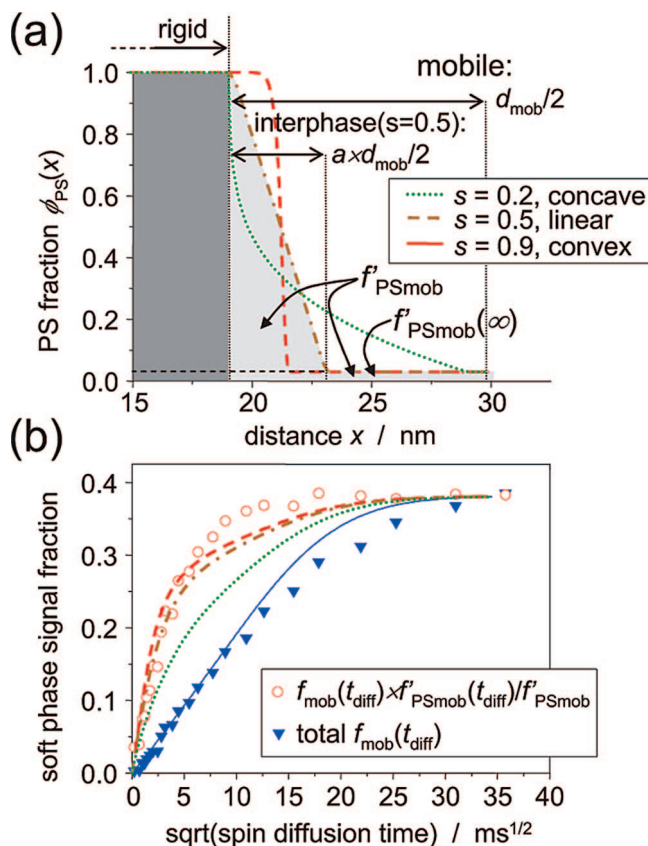 (a)
rigid
mobile:
d_mob/2
interphase(s=0.5):
a×d_mob/2
s = 0.2, concave
s = 0.5, linear
s = 0.9, convex
f'_PSmob
f'_PSmob(∞)
PS fraction ϕ_PS(x)
1.0
0.8
0.6
0.4
0.2
0.0
15 20 25 30
distance x / nm
(b)
soft phase signal fraction
0.4
0.3
0.2
0.1
0.0
f_mob(t_diff)×f'_PSmob(t_diff)/f'_PSmob
total f_mob(t_diff)
0 5 10 15 20 25 30 35 40
sqrt(spin diffusion time) / ms^1/2